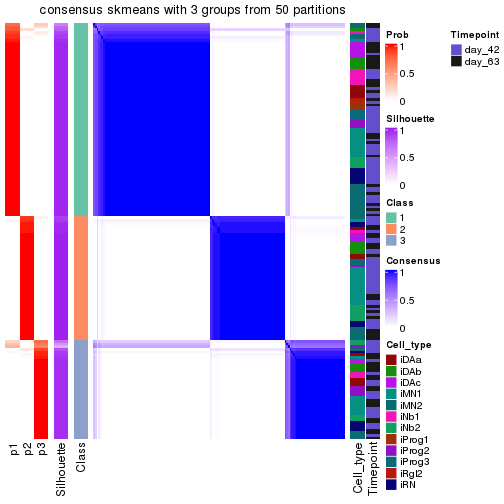 consensus skmeans with 3 groups from 50 partitions
Prob
1
0.5
0
Silhouette
1
0.5
0
Class
1
2
3
Consensus
1
0.5
0
Cell_type
iDAa
iDAb
iDAc
iMN1
iMN2
iNb1
iNb2
iProg1
iProg2
iProg3
iRgl2
iRN
Timepoint
day_42
day_63
p1
p2
p3
Silhouette
Class
Cell_type
Timepoint